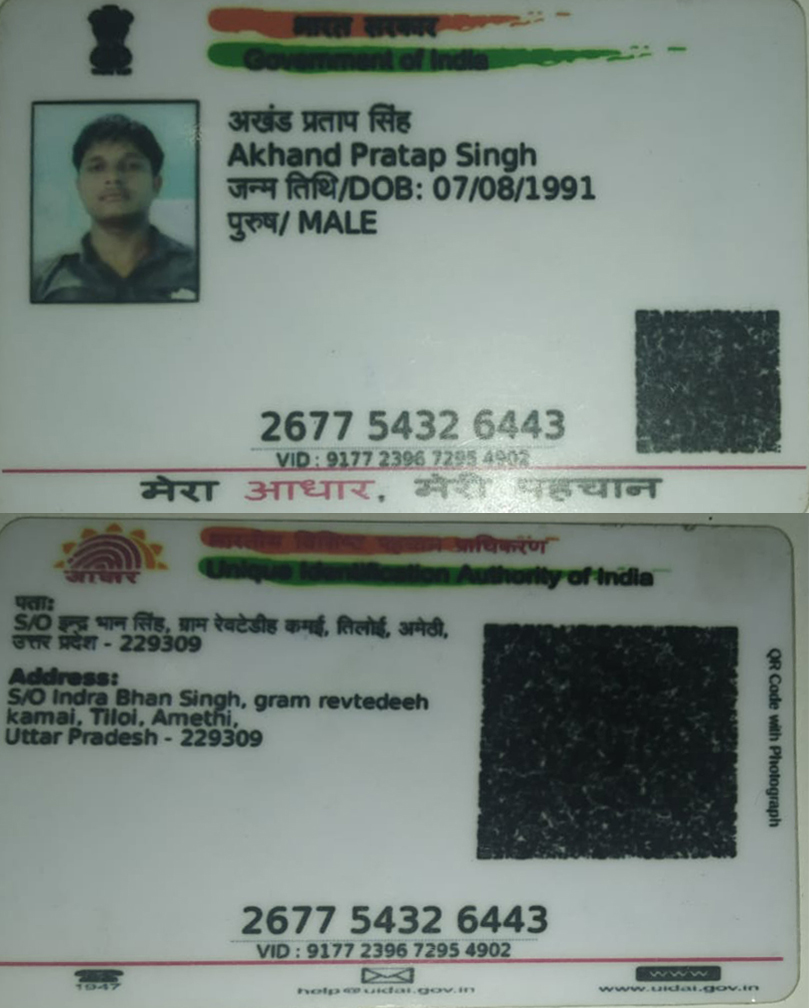 भारत सरकार
Government of India
अखंड प्रताप सिंह
Akhand Pratap Singh
जन्म तिथि/DOB: 07/08/1991
पुरुष/ MALE
2677 5432 6443
VID : 9177 2396 7295 4902
मेरा आधार, मेरी पहचान
आधार
भारतीय विशिष्ट पहचान प्राधिकरण
Unique Identification Authority of India
पता:
S/O इन्द्र भान सिंह, ग्राम रेवटेडीह कमई, तिलोई, अमेठी,
उत्तर प्रदेश - 229309
Address:
S/O Indra Bhan Singh, gram revtedeeh
kamai, Tiloi, Amethi,
Uttar Pradesh - 229309
QR Code with Photograph
2677 5432 6443
VID : 9177 2396 7295 4902
1947
help@uidai.gov.in
www
www.uidai.gov.in